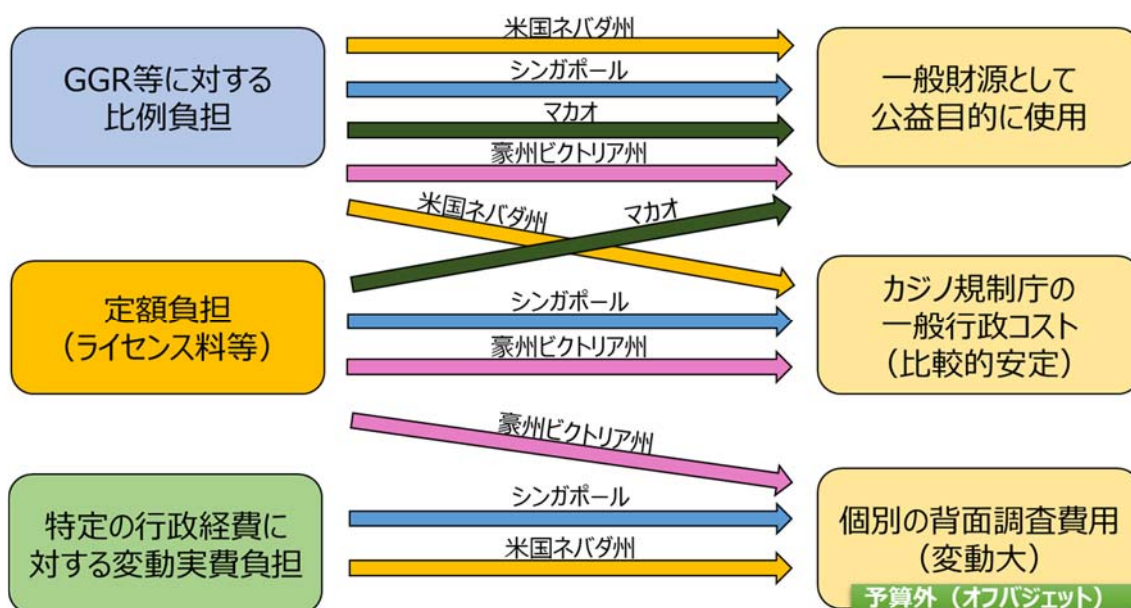 米国ネバダ州
GGR等に対する
比例負担
シンガポール
マカオ
豪州ビクトリア州
一般財源として
公益目的に使用
米国ネバダ州
マカオ
定額負担
（ライセンス料等）
シンガポール
豪州ビクトリア州
カジノ規制庁の
一般行政コスト
（比較的安定）
豪州ビクトリア州
特定の行政経費に
対する変動実費負担
シンガポール
米国ネバダ州
個別の背面調査費用
（変動大）
予算外（オフバジェット）